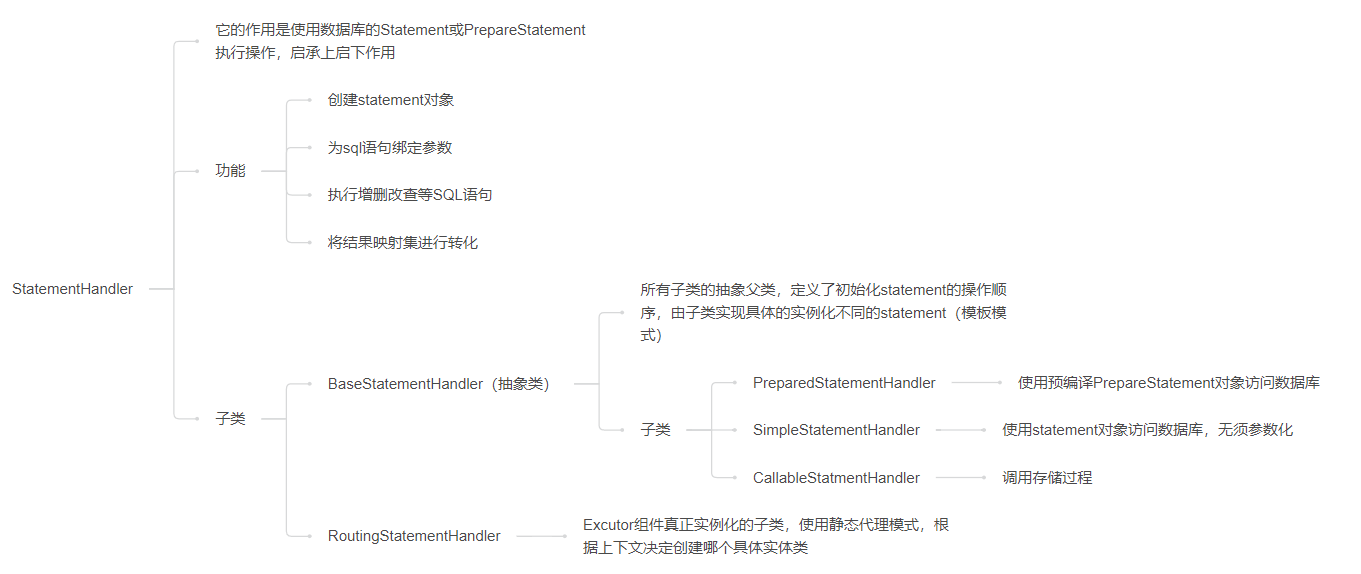 它的作用是使用数据库的Statement或PrepareStatement
执行操作，启承上启下作用
创建statement对象
为sql语句绑定参数
功能
执行增删改查等SQL语句
将结果映射集进行转化
StatementHandler
所有子类的抽象父类，定义了初始化statement的操作顺
序，由子类实现具体的实例化不同的statement（模板模
式）
BaseStatementHandler（抽象类）
PreparedStatementHandler
使用预编译PrepareStatement对象访问数据库
子类
子类
SimpleStatementHandler
使用statement对象访问数据库，无须参数化
CallableStatmentHandler
调用存储过程
RoutingStatementHandler
Excutor组件真正实例化的子类，使用静态代理模式，根
据上下文决定创建哪个具体实体类